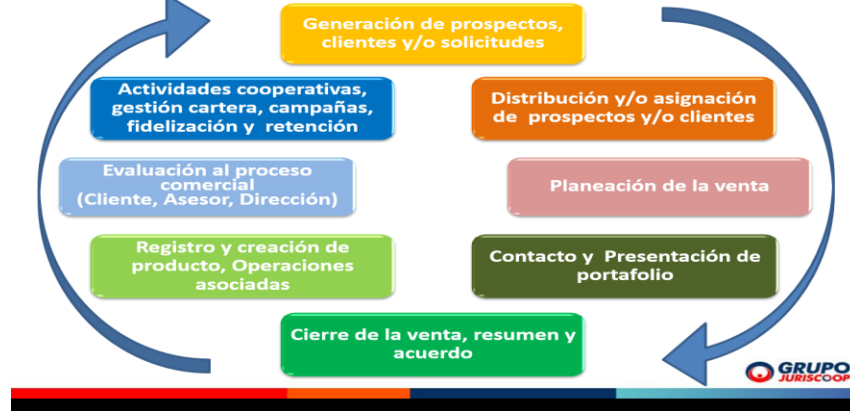 Generación de prospectos,
clientes y/o solicitudes
Actividades cooperativas,
gestión cartera, campañas,
fidelización y retención
Distribución y/o asignación
de prospectos y/o clientes
Evaluación al proceso
comercial
(Cliente, Asesor, Dirección)
Planeación de la venta
Registro y creación de
producto, Operaciones
asociadas
Contacto y Presentación de
portafolio
Cierre de la venta, resumen y
acuerdo
GRUPO
JURISCOOP